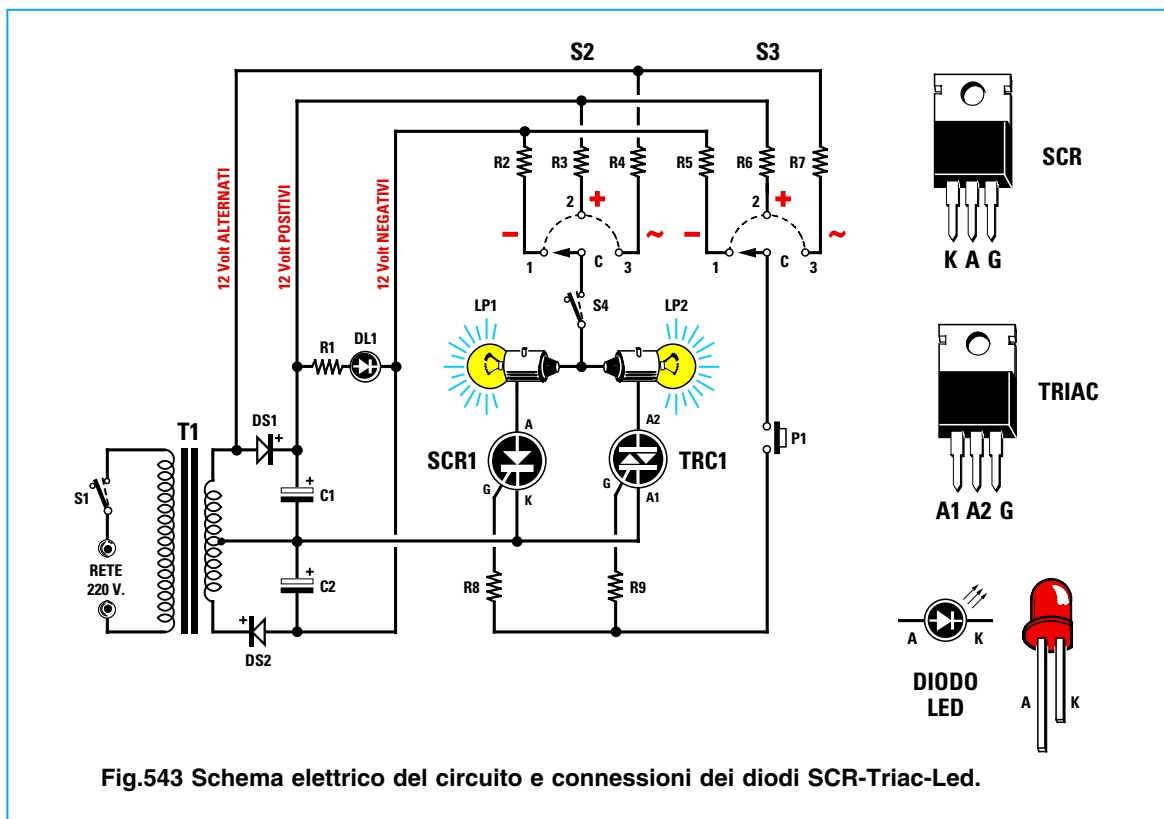 S2
S3
R2
R3
R4
R5
R6
R7
SCR
K A G
12 Volt ALTERNATI
12 Volt POSITIVI
12 Volt NEGATIVI
2
+
2
+
-
~
-
~
1
C
3
1
C
3
S4
LP1
LP2
R1
DL1
TRIAC
A1 A2 G
T1
DS1
+
A
A2
SCR1
TRC1
P1
G
K
G
A1
S1
+
C1
RETE
220 V.
+
C2
R8
R9
+
DS2
A
K
DIODO
LED
A
K
Fig.543 Schema elettrico del circuito e connessioni dei diodi SCR-Triac-Led.